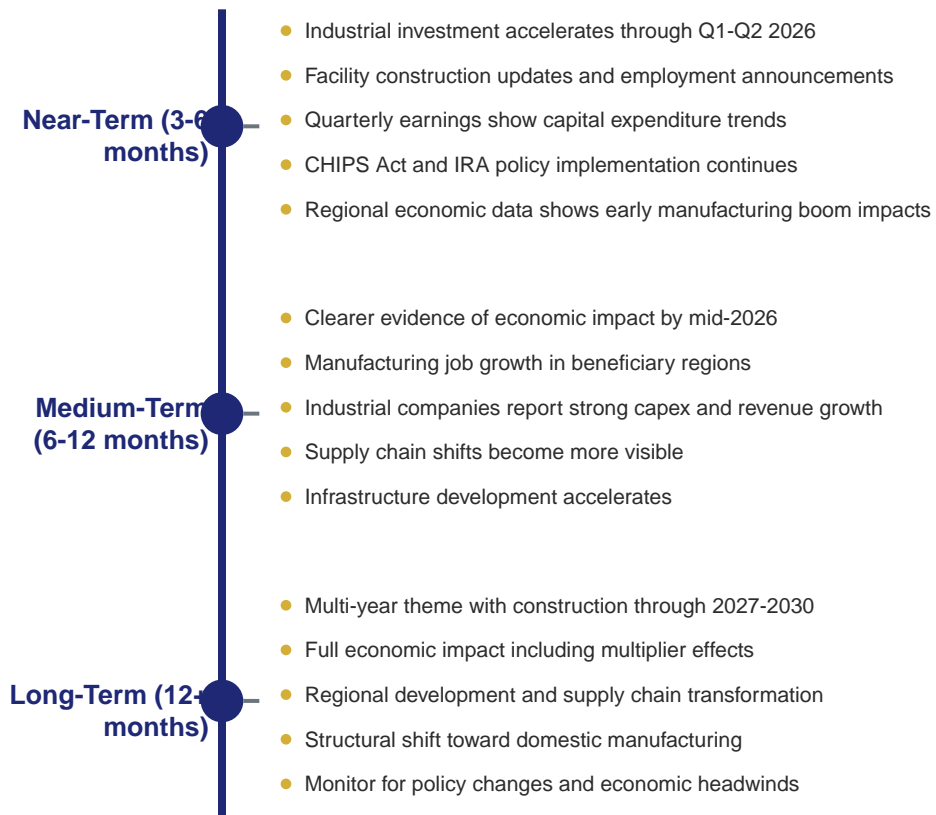 Near-Term (3-6
months)
Industrial investment accelerates through Q1-Q2 2026
Facility construction updates and employment announcements
Quarterly earnings show capital expenditure trends
CHIPS Act and IRA policy implementation continues
Regional economic data shows early manufacturing boom impacts
Medium-Term
(6-12 months)
Clearer evidence of economic impact by mid-2026
Manufacturing job growth in beneficiary regions
Industrial companies report strong capex and revenue growth
Supply chain shifts become more visible
Infrastructure development accelerates
Long-Term (12+
months)
Multi-year theme with construction through 2027-2030
Full economic impact including multiplier effects
Regional development and supply chain transformation
Structural shift toward domestic manufacturing
Monitor for policy changes and economic headwinds